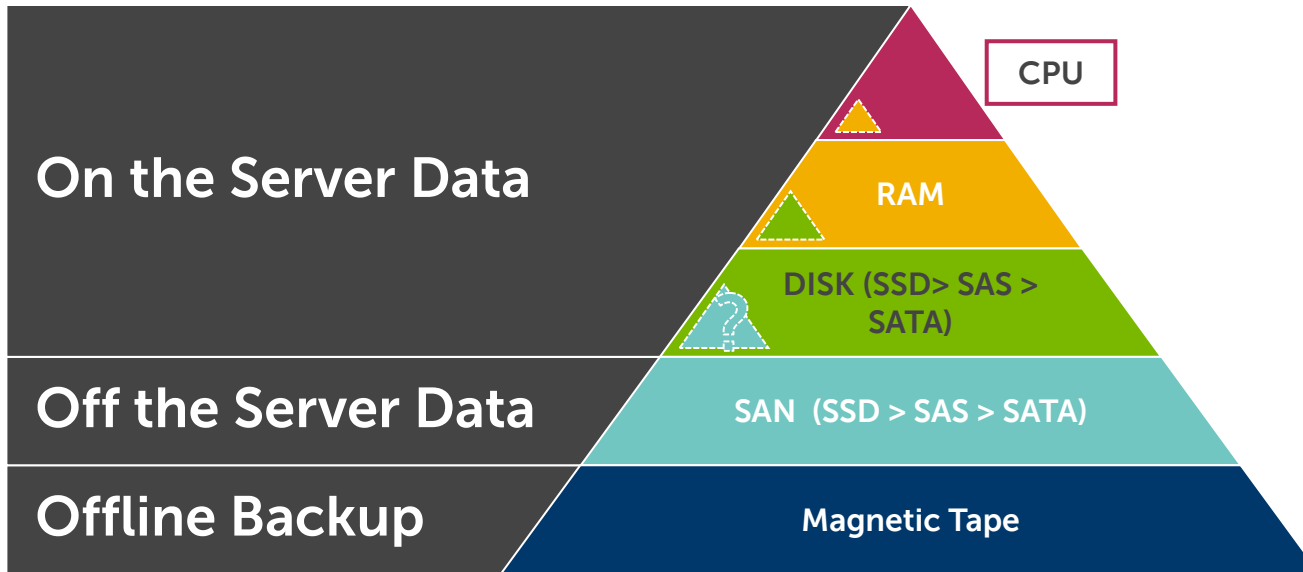 CPU
On the Server Data
RAM
DISK (SSD> SAS >
SATA)
?
Off the Server Data
SAN (SSD > SAS > SATA)
Offline Backup
Magnetic Tape